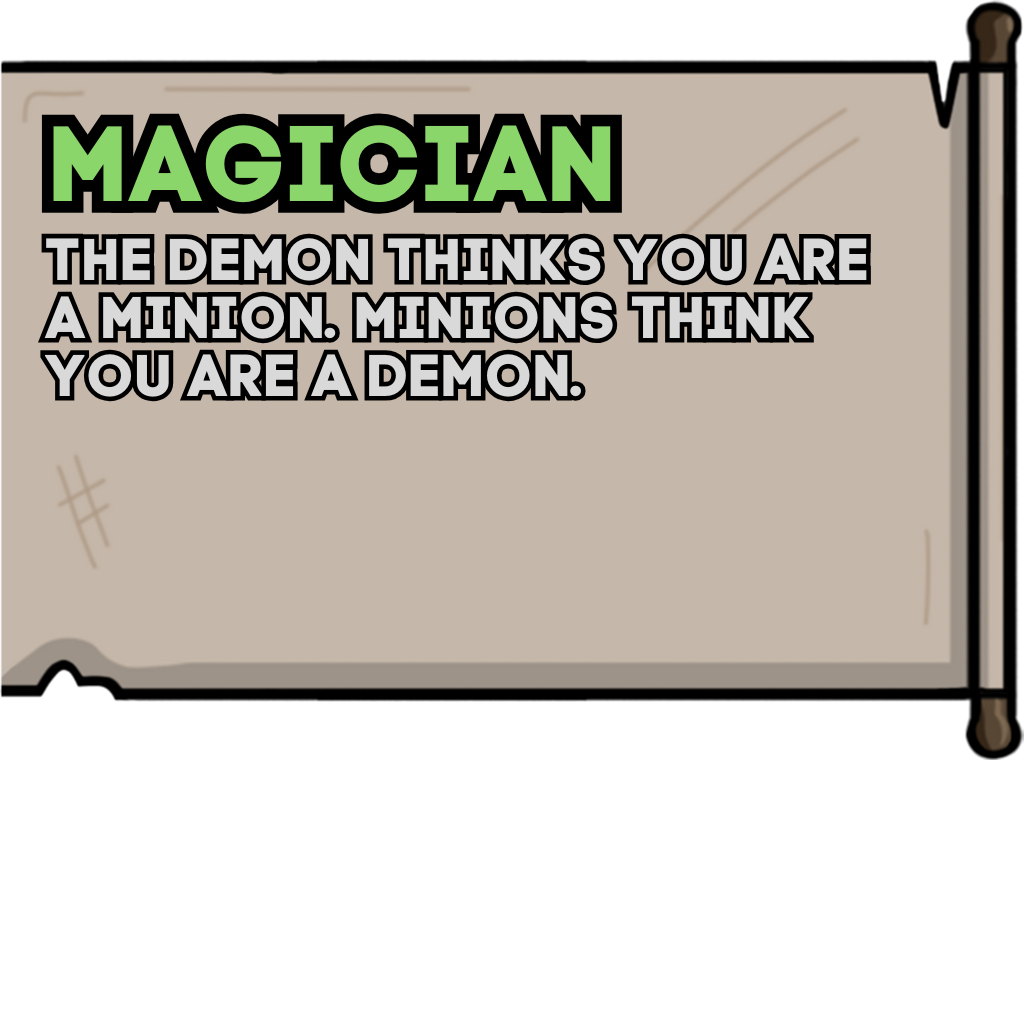 MAGICIAN
THE DEMON THINKS YOU ARE
A MINION. MINIONS THINK
YOU ARE A DEMON.